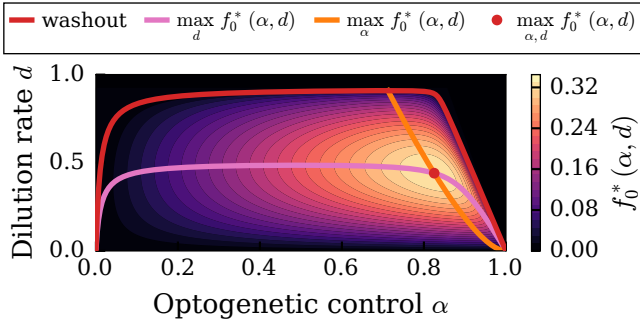 washout max_d f_0^* (α, d) max_α f_0^* (α, d) max_{α,d} f_0^* (α, d)
Dilution rate d
1.0
0.5
0.0
0.0 0.2 0.4 0.6 0.8 1.0
Optogenetic control α
0.32
0.24
0.16
0.08
0.00
f_0^* (α, d)